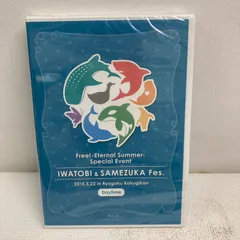 Free!-Eternal Summer-
Special Event
IWATOBI & SAMEZUKA Fes.
2015.3.22 in Ryogoku Kokugikan
Daytime